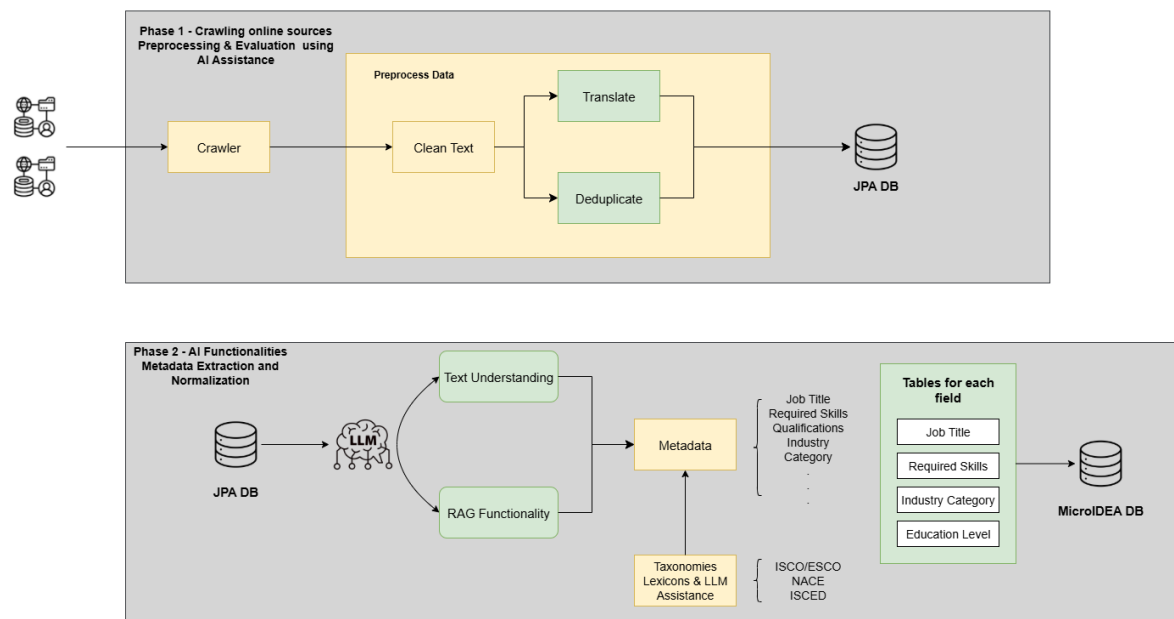 Phase 1 - Crawling online sources
Preprocessing & Evaluation using
AI Assistance
Preprocess Data
Crawler
Clean Text
Translate
Deduplicate
JPA DB
Phase 2 - AI Functionalities
Metadata Extraction and
Normalization
JPA DB
LLM
Text Understanding
RAG Functionality
Metadata
Job Title
Required Skills
Qualifications
Industry
Category
.
.
.
Taxonomies
Lexicons & LLM
Assistance
ISCO/ESCO
NACE
ISCED
Tables for each
field
Job Title
Required Skills
Industry Category
Education Level
MicroIDEA DB